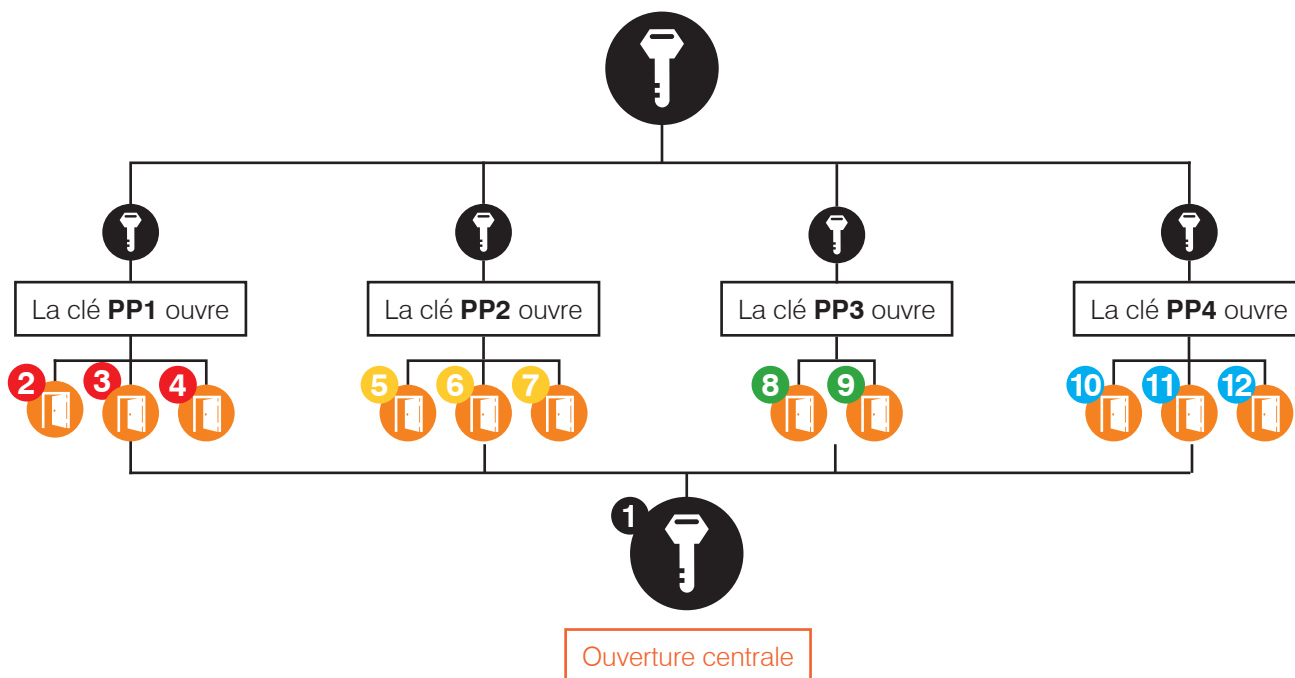 La clé PP1 ouvre
La clé PP2 ouvre
La clé PP3 ouvre
La clé PP4 ouvre
2 3 4 5 6 7 8 9 10 11 12
1
Ouverture centrale